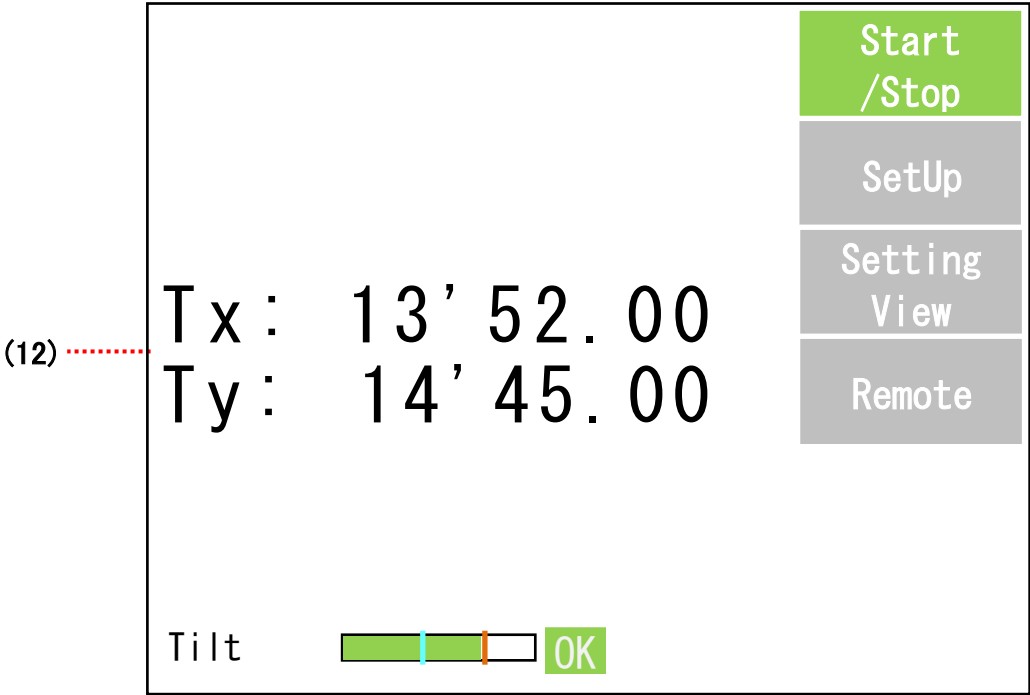 Start
/Stop
SetUp
Setting
View
Remote
(12)
Tx: 13'52.00
Ty: 14'45.00
Tilt OK